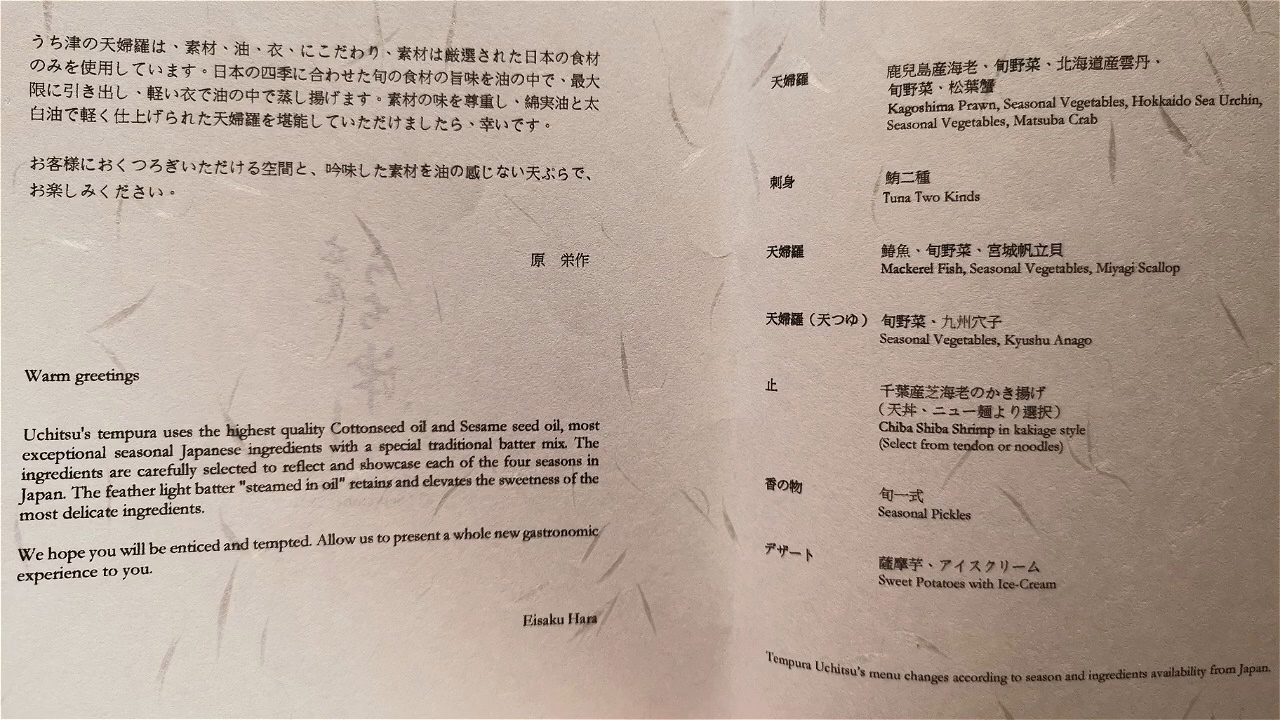 うち津の天婦羅は、素材、油、衣、にこだわり、素材は厳選された日本の食材
のみを使用しています。日本の四季に合わせた旬の食材の旨味を油の中で、最大
限に引き出し、軽い衣で油の中で蒸し揚げます。素材の味を尊重し、綿実油と太
白油で軽く仕上げられた天婦羅を堪能していただけましたら、幸いです。
お客様におくつろぎいただける空間と、吟味した素材を油の感じない天ぷらで、
お楽しみください。
原　栄作
Warm greetings
Uchitsu's tempura uses the highest quality Cottonseed oil and Sesame seed oil, most
exceptional seasonal Japanese ingredients with a special traditional batter mix. The
ingredients are carefully selected to reflect and showcase each of the four seasons in
Japan. The feather light batter "steamed in oil" retains and elevates the sweetness of the
most delicate ingredients.
We hope you will be enticed and tempted. Allow us to present a whole new gastronomic
experience to you.
Eisaku Hara
天婦羅 鹿兒島産海老、旬野菜、北海道産雲丹、
旬野菜、松葉蟹
Kagoshima Prawn, Seasonal Vegetables, Hokkaido Sea Urchin,
Seasonal Vegetables, Matsuba Crab
刺身 鮪二種
Tuna Two Kinds
天婦羅 鰆魚、旬野菜、宮城帆立貝
Mackerel Fish, Seasonal Vegetables, Miyagi Scallop
天婦羅（天つゆ） 旬野菜、九州穴子
Seasonal Vegetables, Kyushu Anago
止 千葉産芝海老のかき揚げ
（天丼、ニュー麺より選択）
Chiba Shiba Shrimp in kakiage style
(Select from tendon or noodles)
香の物 旬一式
Seasonal Pickles
デザート 薩摩芋、アイスクリーム
Sweet Potatoes with Ice-Cream
Tempura Uchitsu's menu changes according to season and ingredients availability from Japan.